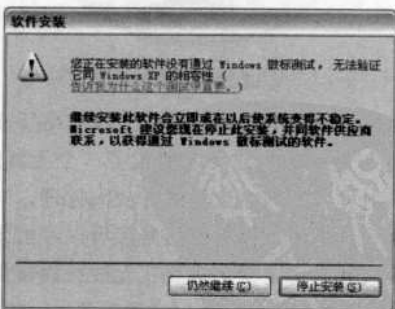 软件安装
您正在安装的软件没有通过 Windows 徽标测试，无法验证
它同 Windows XP 的相容性（
告诉我为什么这个测试很重要。）
继续安装此软件会立即或在以后使系统变得不稳定。
Microsoft 建议您现在停止此安装，并同软件供应商
联系，以获得通过 Windows 徽标测试的软件。
仍然继续(C)
停止安装(S)